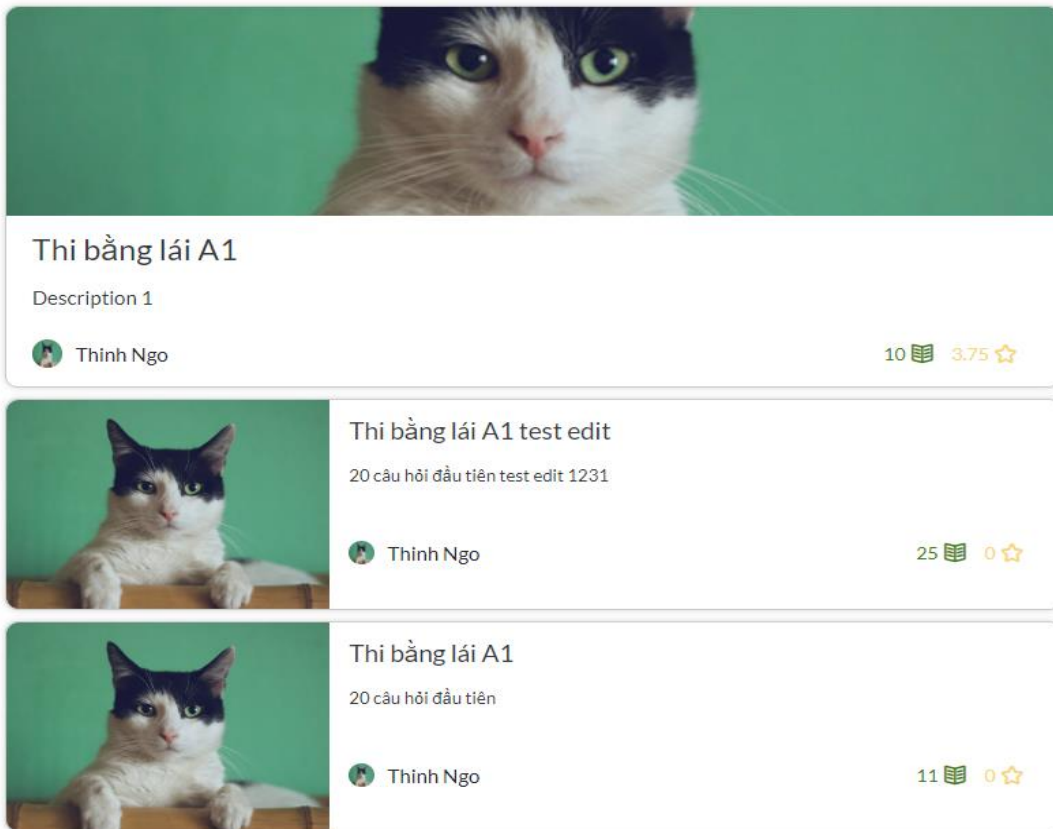 Thi bằng lái A1
Description 1
Thinh Ngo
10 3.75
Thi bằng lái A1 test edit
20 câu hỏi đầu tiên test edit 1231
Thinh Ngo
25 0
Thi bằng lái A1
20 câu hỏi đầu tiên
Thinh Ngo
11 0